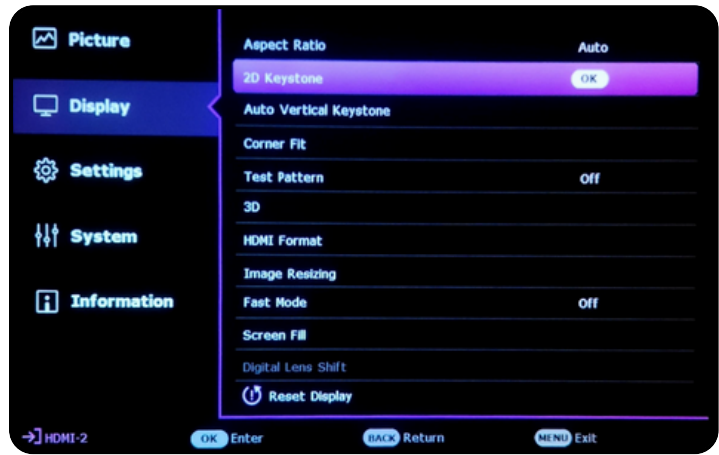 Picture
Display
Settings
System
Information
Aspect Ratio Auto
2D Keystone OK
Auto Vertical Keystone
Corner Fit
Test Pattern Off
3D
HDMI Format
Image Resizing
Fast Mode Off
Screen Fill
Digital Lens Shift
Reset Display
HDMI-2 OK Enter BACK Return MENU Exit